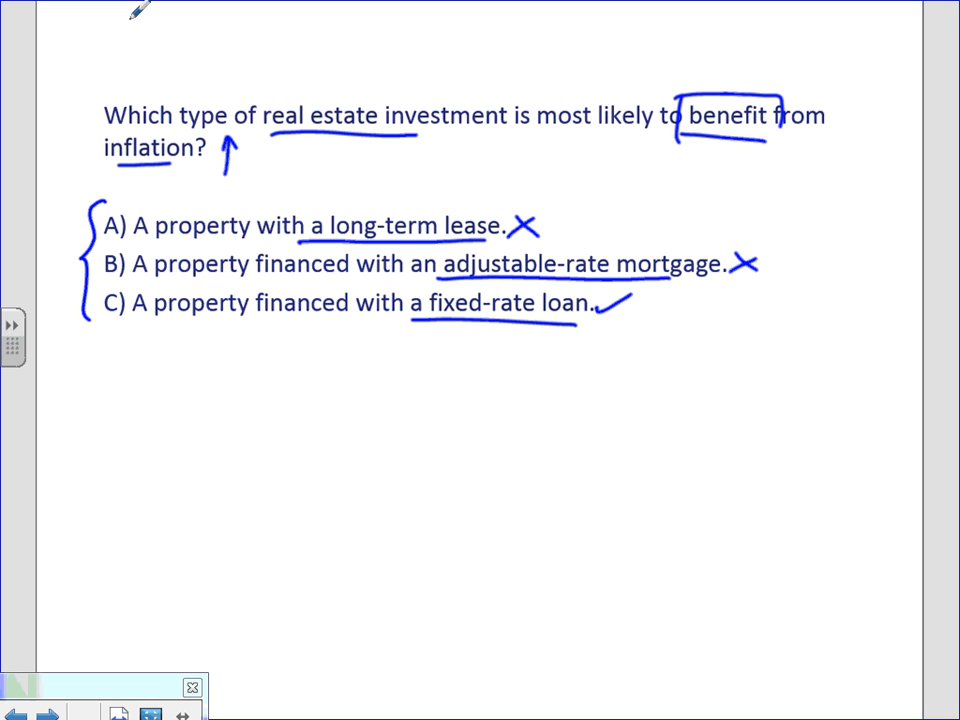 Which type of real estate investment is most likely to benefit from
inflation?
A) A property with a long-term lease.
B) A property financed with an adjustable-rate mortgage.
C) A property financed with a fixed-rate loan.